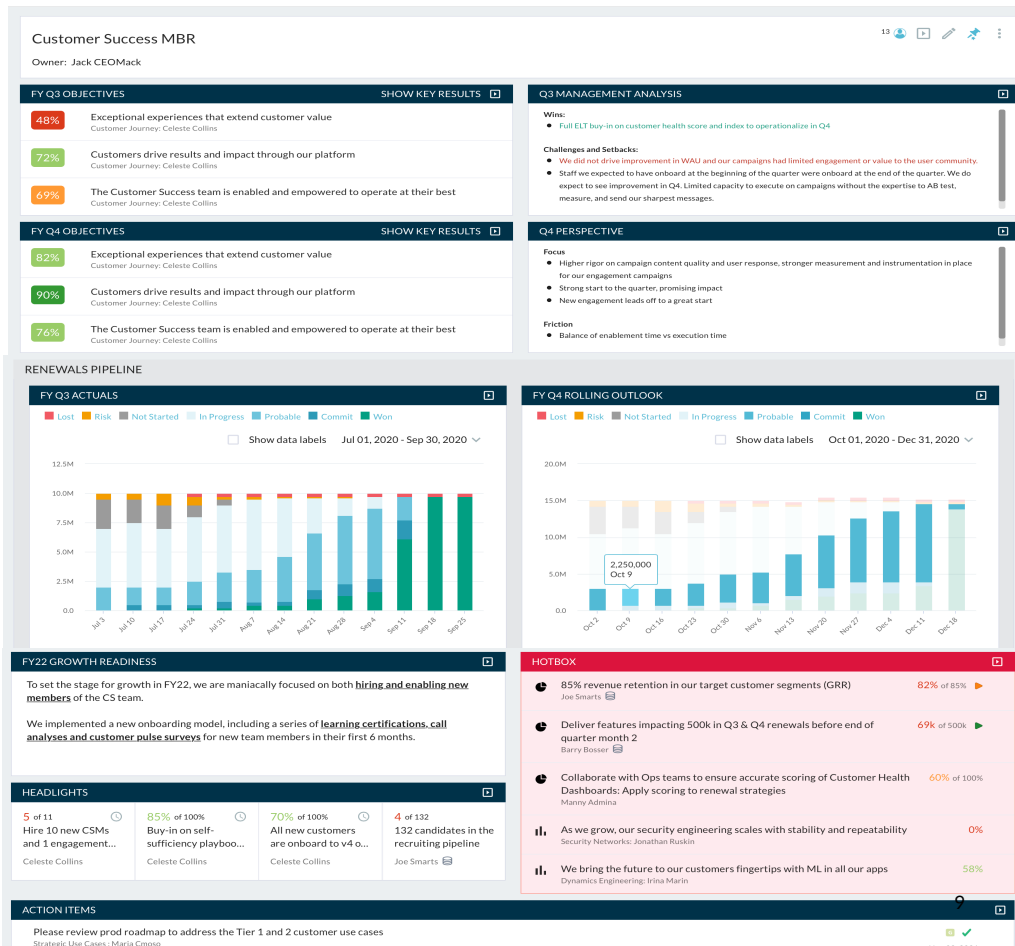 Customer Success MBR
13
Owner: Jack CEOMack
FY Q3 OBJECTIVES
SHOW KEY RESULTS
48%
Exceptional experiences that extend customer value
Customer Journey: Celeste Collins
72%
Customers drive results and impact through our platform
Customer Journey: Celeste Collins
69%
The Customer Success team is enabled and empowered to operate at their best
Customer Journey: Celeste Collins
Q3 MANAGEMENT ANALYSIS
Wins:
Full ELT buy-in on customer health score and index to operationalize in Q4
Challenges and Setbacks:
We did not drive improvement in WAU and our campaigns had limited engagement or value to the user community.
Staff we expected to have onboard at the beginning of the quarter were onboard at the end of the quarter. We do
expect to see improvement in Q4. Limited capacity to execute on campaigns without the expertise to AB test,
measure, and send our sharpest messages.
FY Q4 OBJECTIVES
SHOW KEY RESULTS
82%
Exceptional experiences that extend customer value
Customer Journey: Celeste Collins
90%
Customers drive results and impact through our platform
Customer Journey: Celeste Collins
76%
The Customer Success team is enabled and empowered to operate at their best
Customer Journey: Celeste Collins
Q4 PERSPECTIVE
Focus
Higher rigor on campaign content quality and user response, stronger measurement and instrumentation in place
for our engagement campaigns
Strong start to the quarter, promising impact
New engagement leads off to a great start
Friction
Balance of enablement time vs execution time
RENEWALS PIPELINE
FY Q3 ACTUALS
Lost Risk Not Started In Progress Probable Commit Won
Show data labels Jul 01, 2020 - Sep 30, 2020
12.5M
10.0M
7.5M
5.0M
2.5M
0.0
Jul 3 Jul 10 Jul 17 Jul 24 Jul 31 Aug 7 Aug 14 Aug 21 Aug 28 Sep 4 Sep 11 Sep 18 Sep 25
FY Q4 ROLLING OUTLOOK
Lost Risk Not Started In Progress Probable Commit Won
Show data labels Oct 01, 2020 - Dec 31, 2020
20.0M
15.0M
10.0M
5.0M
0.0
2,250,000
Oct 9
Oct 2 Oct 9 Oct 16 Oct 23 Oct 30 Nov 6 Nov 13 Nov 20 Nov 27 Dec 4 Dec 11 Dec 18
FY22 GROWTH READINESS
To set the stage for growth in FY22, we are maniacally focused on both hiring and enabling new
members of the CS team.
We implemented a new onboarding model, including a series of learning certifications, call
analyses and customer pulse surveys for new team members in their first 6 months.
HEADLIGHTS
5 of 11
Hire 10 new CSMs
and 1 engagement...
Celeste Collins
85% of 100%
Buy-in on self-
sufficiency playboo...
Celeste Collins
70% of 100%
All new customers
are onboard to v4 o...
Celeste Collins
4 of 132
132 candidates in the
recruiting pipeline
Joe Smarts
HOTBOX
85% revenue retention in our target customer segments (GRR)
Joe Smarts
82% of 85%
Deliver features impacting 500k in Q3 & Q4 renewals before end of
quarter month 2
Barry Bosser
69k of 500k
Collaborate with Ops teams to ensure accurate scoring of Customer Health
Dashboards: Apply scoring to renewal strategies
Manny Admina
60% of 100%
As we grow, our security engineering scales with stability and repeatability
Security Networks: Jonathan Ruskin
0%
We bring the future to our customers fingertips with ML in all our apps
Dynamics Engineering: Irina Marin
58%
9
ACTION ITEMS
Please review prod roadmap to address the Tier 1 and 2 customer use cases
Strategic Use Cases : Maria Cmoso